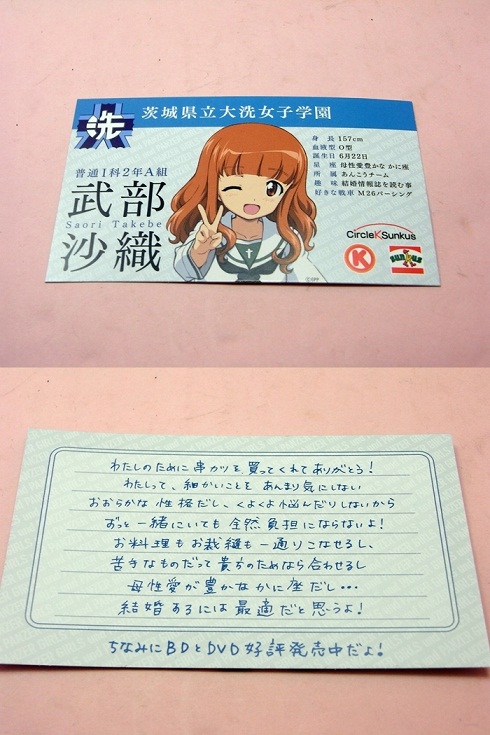 洗
茨城県立大洗女子学園
普通I科2年A組
武部
Saori Takebe
沙織
身 長 157cm
血液型 O型
誕生日 6月22日
星 座 母性愛豊かな かに座
所 属 あんこうチーム
趣 味 結婚情報誌を読む事
好きな戦車 M26パーシング
CircleKSunkus
K
sunkus
©GPF
わたしのために串カツを買ってくれてありがとう!
わたしって、細かいことをあんまり気にしない
おおらかな性格だし、くよくよ悩んだりしないから
ずっと一緒にいても全然負担にならないよ!
お料理もお裁縫も一通りこなせるし、
苦手なものだって貴方のためなら合わせるし
母性愛が豊かなかに座だし…
結婚するには最適だと思うよ!
ちなみにBDとDVD好評発売中だよ!